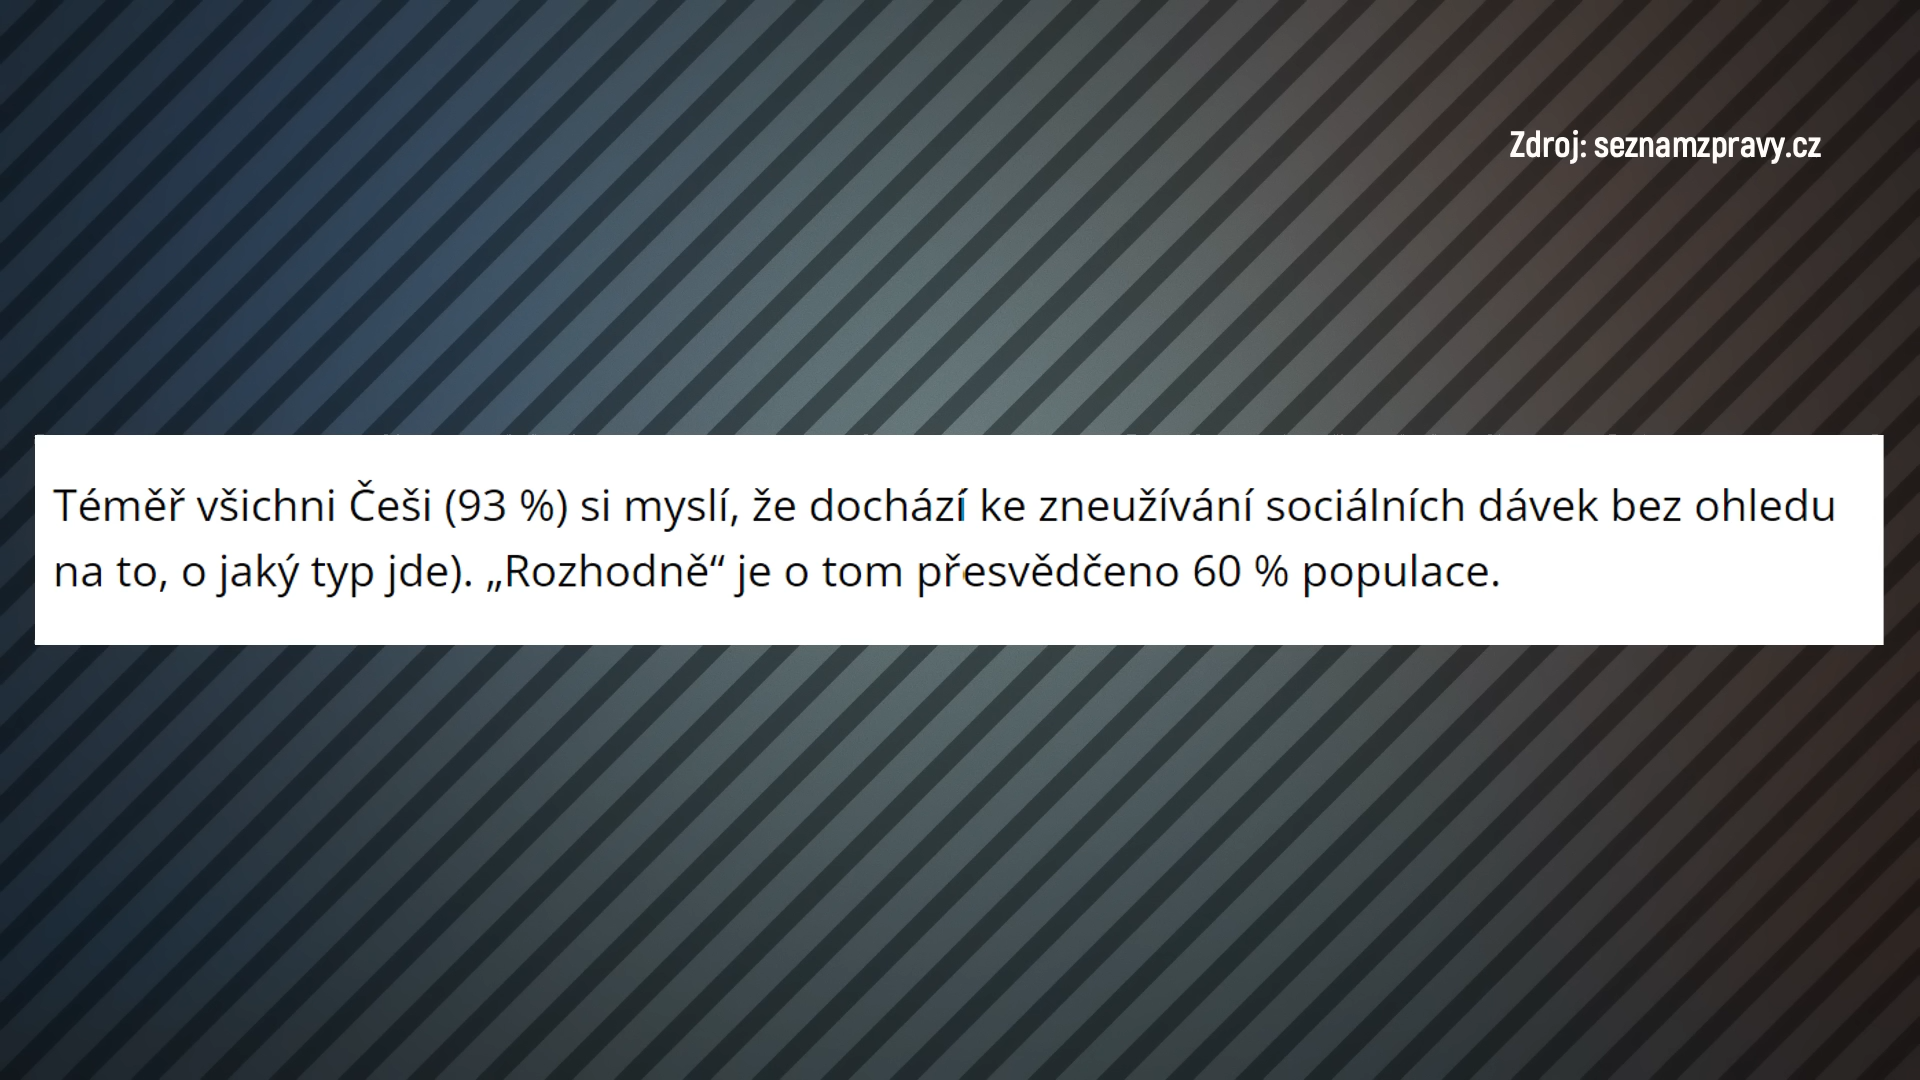 Zdroj: seznamzpravy.cz
Téměř všichni Češi (93 %) si myslí, že dochází ke zneužívání sociálních dávek bez ohledu
na to, o jaký typ jde). „Rozhodně“ je o tom přesvědčeno 60 % populace.